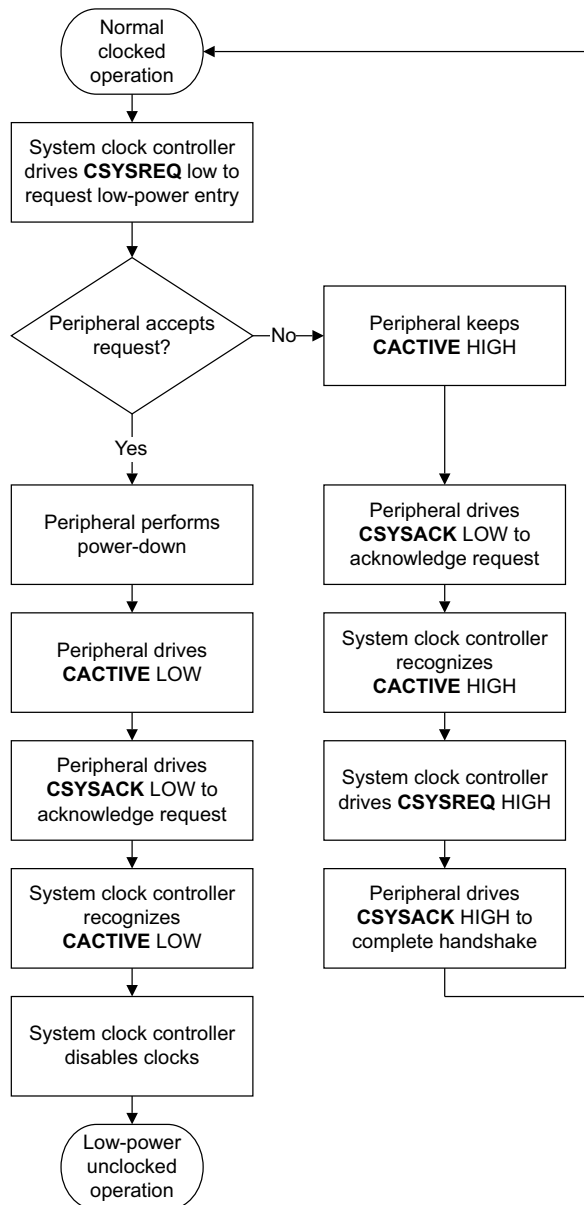 Normal
clocked
operation
System clock controller
drives CSYSREQ low to
request low-power entry
Peripheral accepts
request?
No
Peripheral keeps
CACTIVE HIGH
Yes
Peripheral performs
power-down
Peripheral drives
CSYSACK LOW to
acknowledge request
Peripheral drives
CACTIVE LOW
System clock controller
recognizes
CACTIVE HIGH
Peripheral drives
CSYSACK LOW to
acknowledge request
System clock controller
drives CSYSREQ HIGH
System clock controller
recognizes
CACTIVE LOW
Peripheral drives
CSYSACK HIGH to
complete handshake
System clock controller
disables clocks
Low-power
unclocked
operation